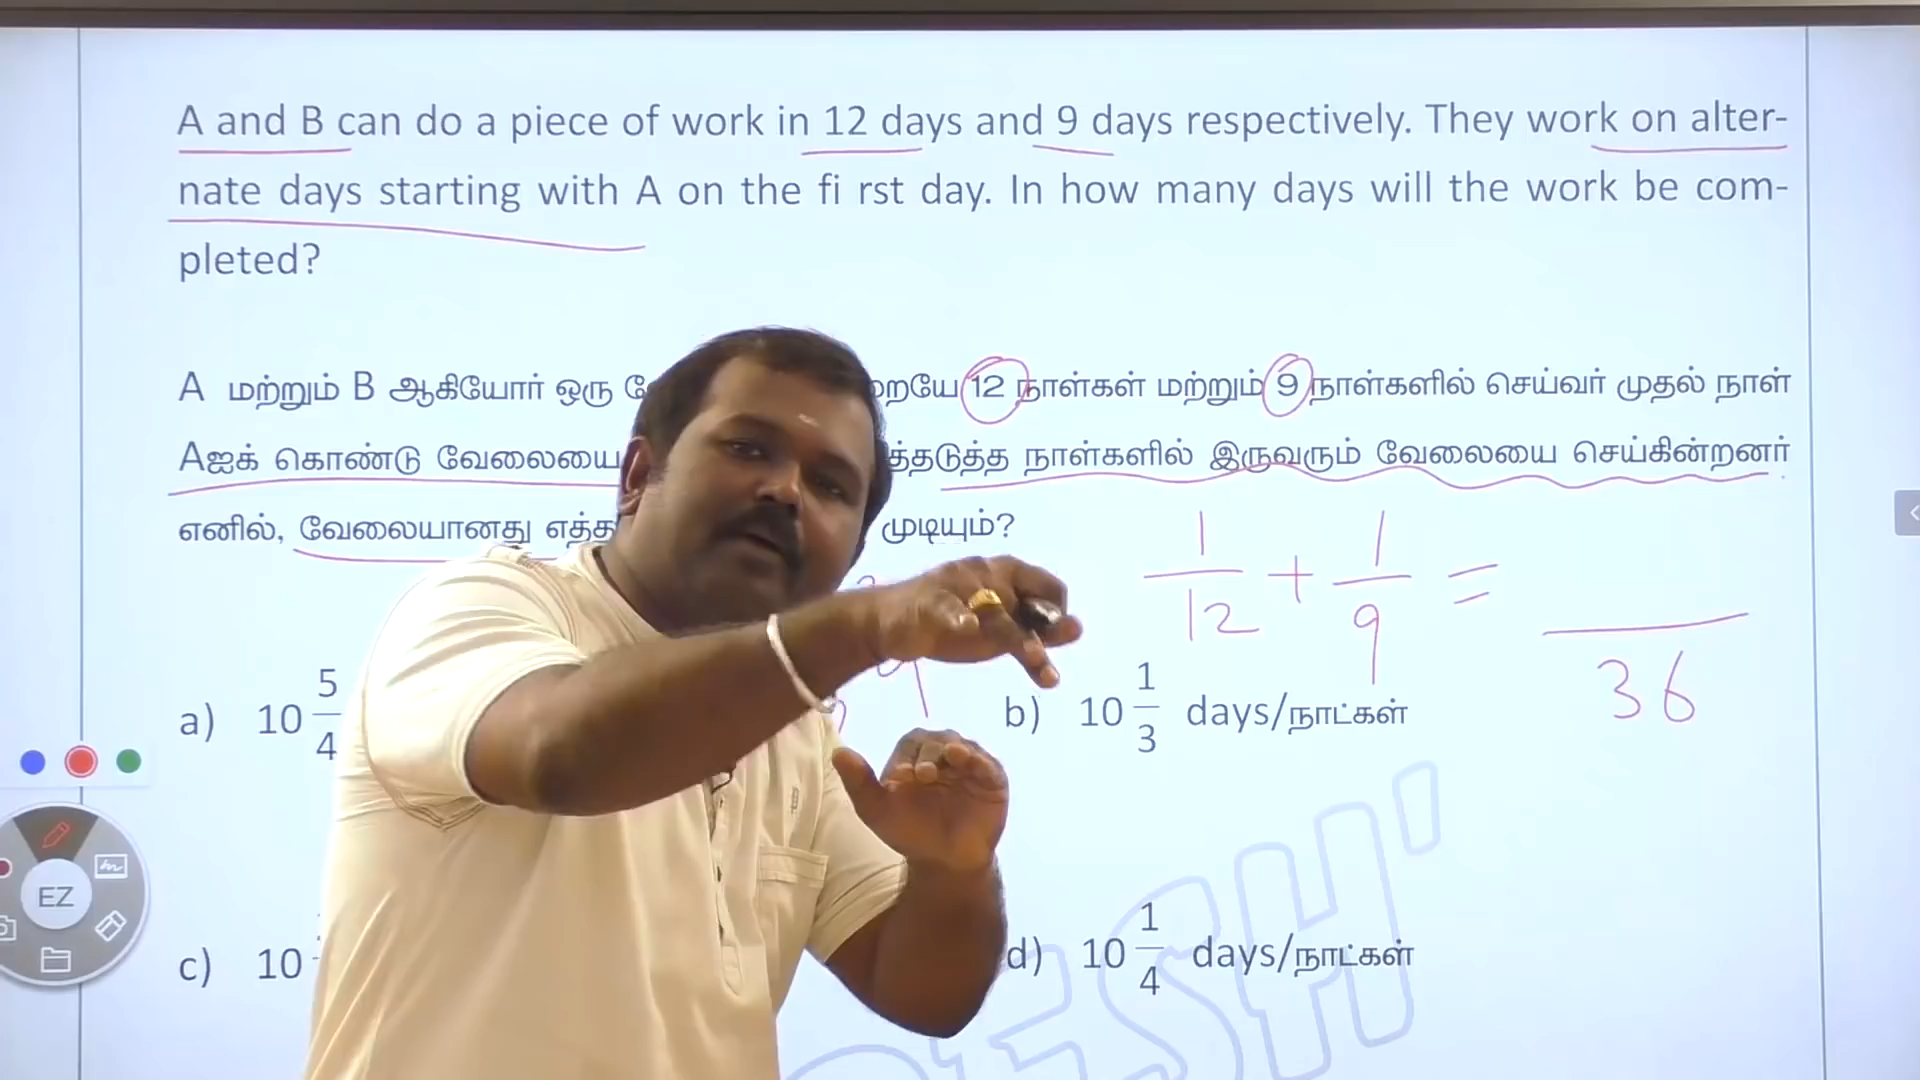 A and B can do a piece of work in 12 days and 9 days respectively. They work on alter-
nate days starting with A on the fi rst day. In how many days will the work be com-
pleted?
A மற்றும் B ஆகியோர் ஒரு 12 நாள்கள் மற்றும் 9 நாள்களில் செய்வர் முதல் நாள்
Aஐக் கொண்டு வேலையை இருவரும் நாள்களில் வேலையை செய்கின்றனர்
எனில், வேலையானது முடியும்?
1/12 + 1/9 = /36
a) 10 5/4
b) 10 1/3 days/நாட்கள்
c) 10
d) 10 1/4 days/நாட்கள்
EZ